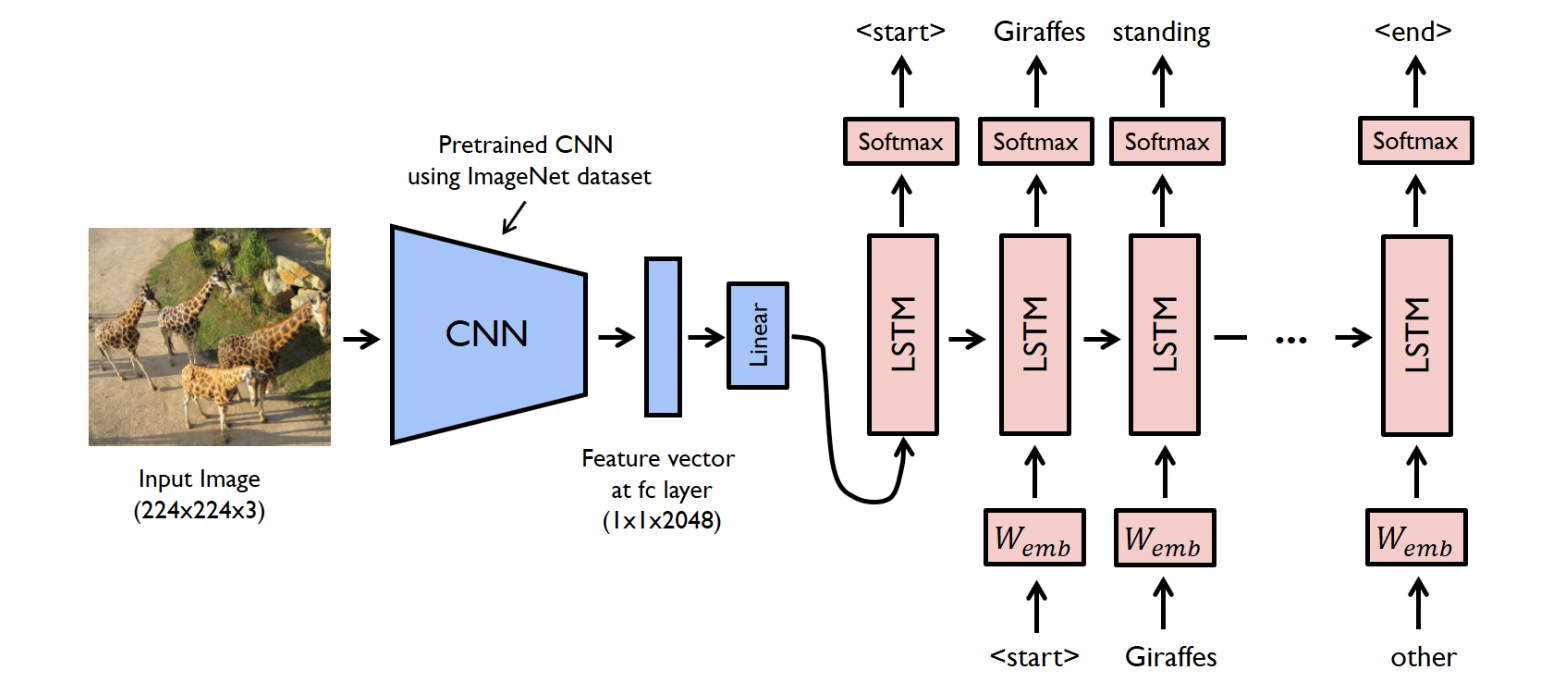 <start> Giraffes standing <end>
Softmax Softmax Softmax Softmax
Pretrained CNN
using ImageNet dataset
CNN
Linear
LSTM LSTM LSTM ... LSTM
Input Image
(224x224x3)
Feature vector
at fc layer
(1x1x2048)
W_emb W_emb W_emb
<start> Giraffes other